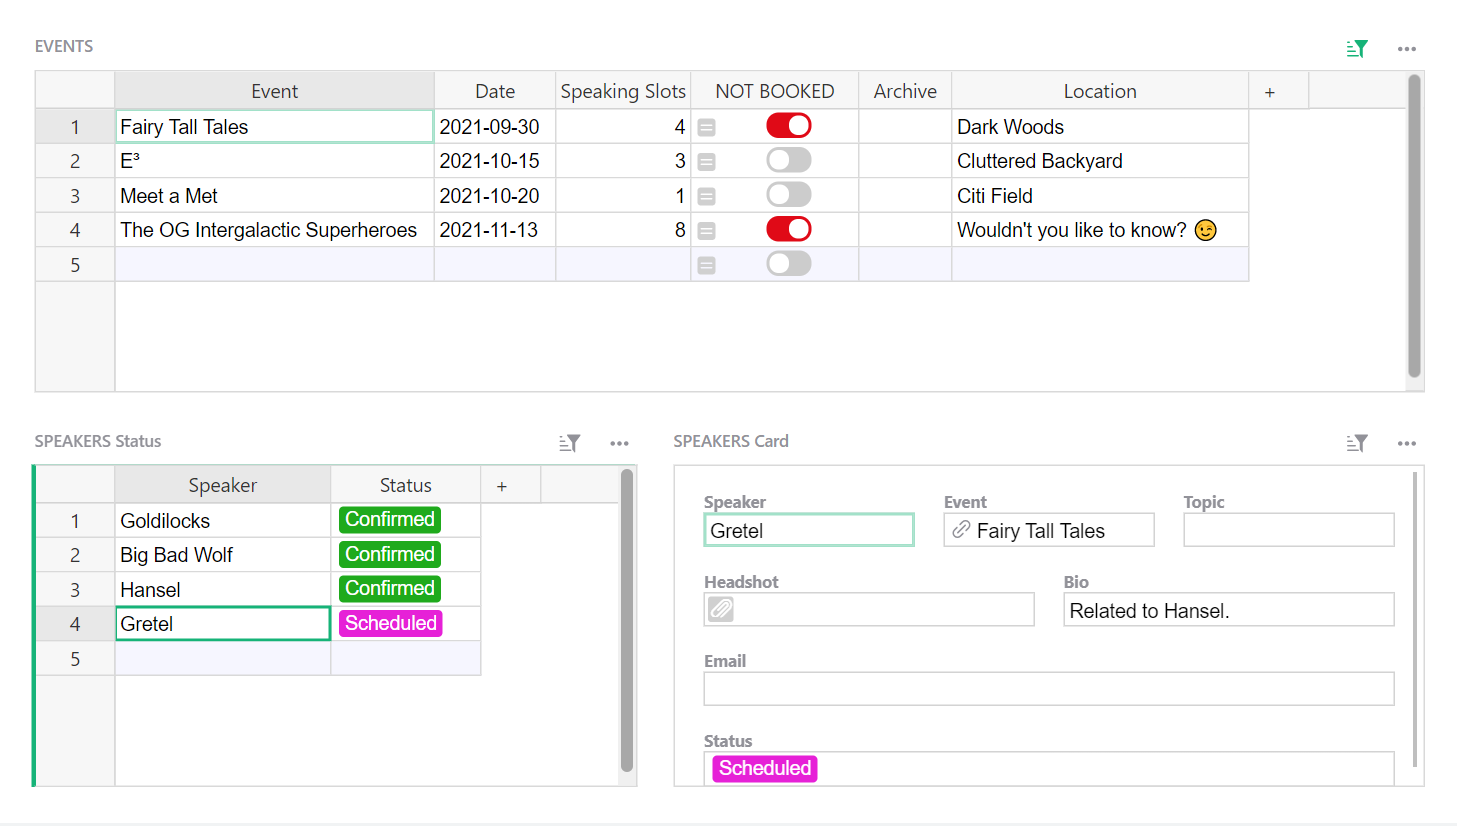 EVENTS
Event Date Speaking Slots NOT BOOKED Archive Location +
1 Fairy Tall Tales 2021-09-30 4 Dark Woods
2 E³ 2021-10-15 3 Cluttered Backyard
3 Meet a Met 2021-10-20 1 Citi Field
4 The OG Intergalactic Superheroes 2021-11-13 8 Wouldn't you like to know? 😉
5
SPEAKERS Status
Speaker Status +
1 Goldilocks Confirmed
2 Big Bad Wolf Confirmed
3 Hansel Confirmed
4 Gretel Scheduled
5
SPEAKERS Card
Speaker Event Topic
Gretel Fairy Tall Tales
Headshot Bio
Related to Hansel.
Email
Status
Scheduled